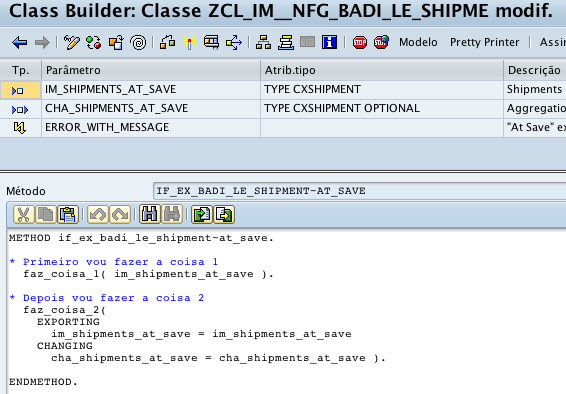 Class Builder: Classe ZCL_IM__NFG_BADI_LE_SHIPME modif.
Modelo Pretty Printer Assin
Tp. Parâmetro Atrib.tipo Descrição
IM_SHIPMENTS_AT_SAVE TYPE CXSHIPMENT Shipments
CHA_SHIPMENTS_AT_SAVE TYPE CXSHIPMENT OPTIONAL Aggregation
ERROR_WITH_MESSAGE "At Save" ex
Método IF_EX_BADI_LE_SHIPMENT~AT_SAVE
METHOD if_ex_badi_le_shipment~at_save.
* Primeiro vou fazer a coisa 1
faz_coisa_1( im_shipments_at_save ).
* Depois vou fazer a coisa 2
faz_coisa_2(
EXPORTING
im_shipments_at_save = im_shipments_at_save
CHANGING
cha_shipments_at_save = cha_shipments_at_save ).
ENDMETHOD.